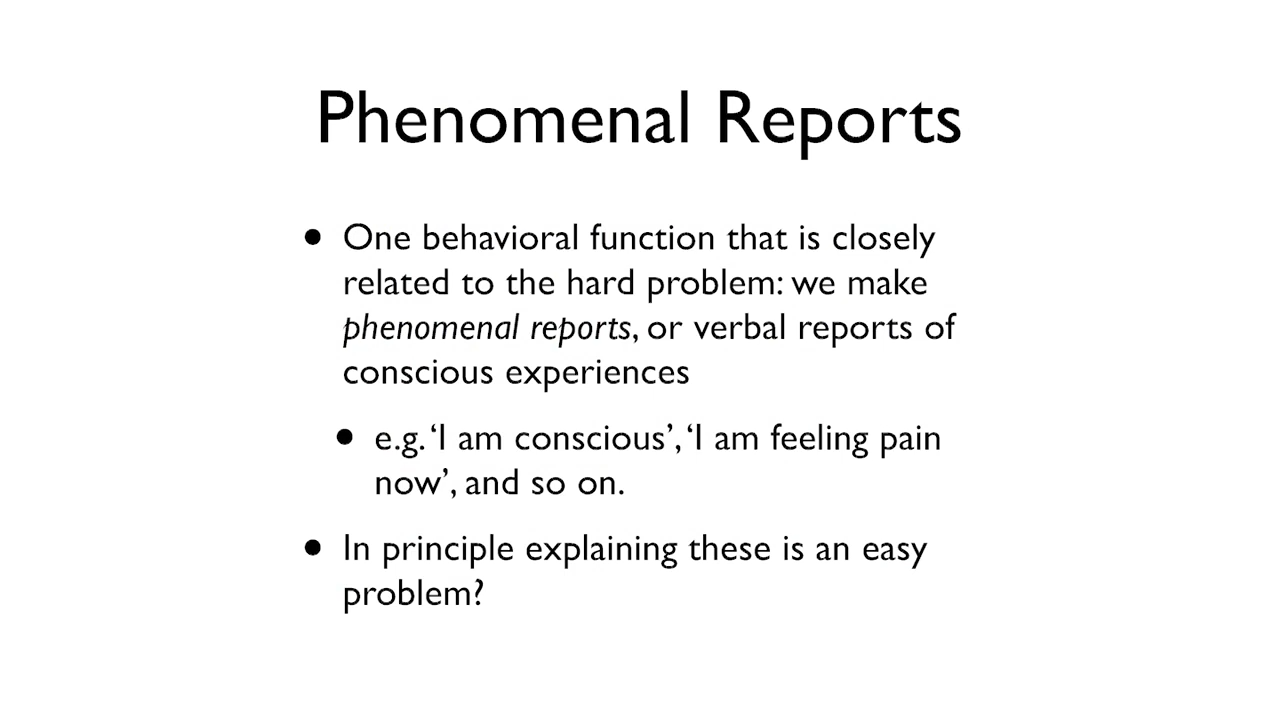 Phenomenal Reports
• One behavioral function that is closely
related to the hard problem: we make
phenomenal reports, or verbal reports of
conscious experiences
• e.g. ‘I am conscious’, ‘I am feeling pain
now’, and so on.
• In principle explaining these is an easy
problem?